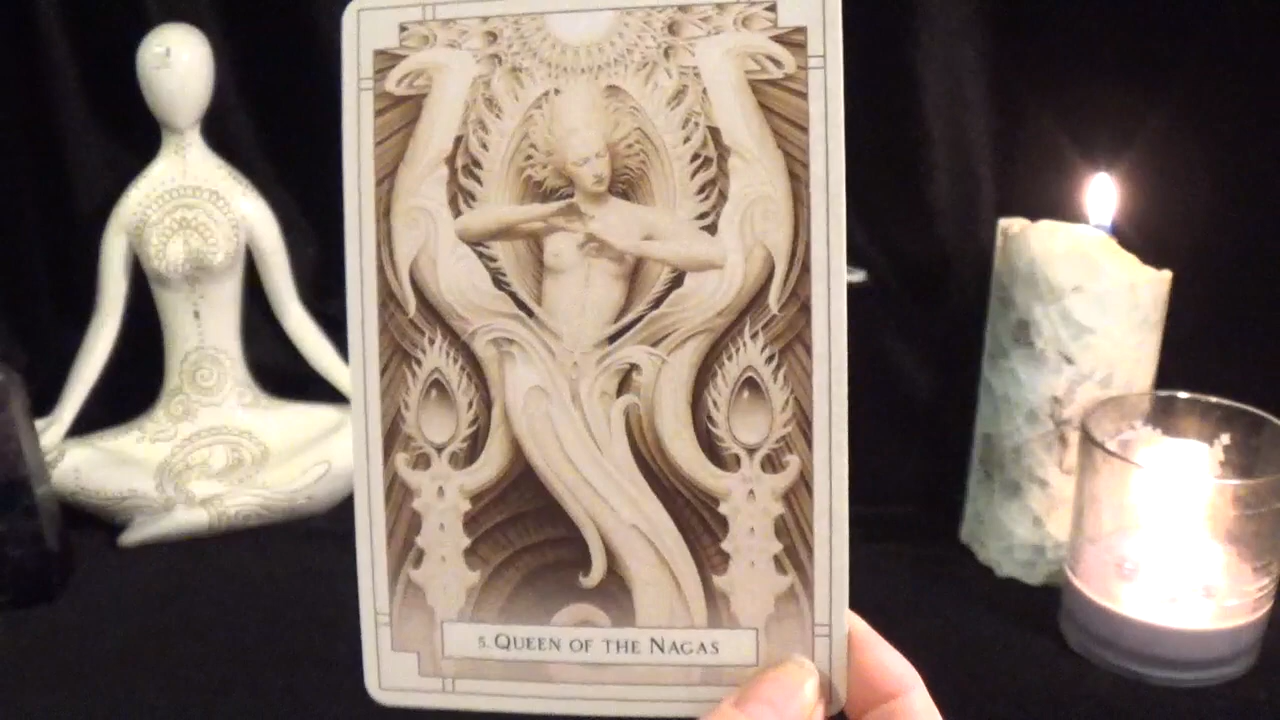 5. QUEEN OF THE NAGAS